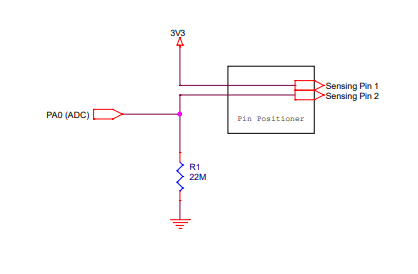 3V3
Sensing Pin 1
Sensing Pin 2
PA0 (ADC)
Pin Positioner
R1
22M